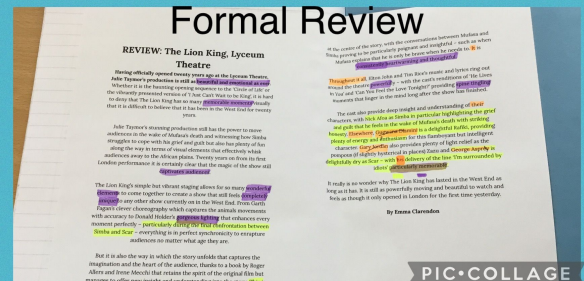 Formal Review
REVIEW: The Lion King, Lyceum
Theatre
Having officially opened twenty years ago at the Lyceum Theatre,
Julie Taymor's production is still as beautiful and emotional as ever
Whether it is the haunting opening sequence to the 'Circle of Life' or
the vibrantly presented version of 'I Just Can't Wait to be King', it is hard
to deny that The Lion King has so many memorable moments visually
that it is difficult to believe that it has been in the West End for twenty
years.
Julie Taymor's stunning production still has the power to move
audiences in the wake of Mufasa's death and witnessing how Simba
struggles to cope with his grief and guilt but also has plenty of fun
along the way in terms of visual elements that effectively whisk
audiences away to the African plains. Twenty years on from its first
London performance it is certainly clear that the magic of the show still
captivates audiences
The Lion King's simple but vibrant staging allows for so many wonderful
elements to come together to create a show that still feels completely
unique to any other show currently on in the West End. From Garth
Fagan's clever choreography which captures the animals movements
with accuracy to Donald Holder's gorgeous lighting that enhances every
moment perfectly – particularly during the final confrontation between
Simba and Scar – everything is in perfect synchronicity to enrapture
audiences no matter what age they are.
But it is also the way in which the story unfolds that captures the
imagination and the heart of the audience, thanks to a book by Roger
Allers and Irene Mecchi that retains the spirit of the original film but
manages to offer new insight and understanding
at the centre of the story, with the conversations between Mufasa and
Simba proving to be particularly poignant and insightful – such as when
Mufasa explains that he is only brave when he needs to. It is
consistently heartwarming and thoughtful
Throughout it all, Elton John and Tim Rice's music and lyrics ring out
around the theatre powerfully – with the cast's renditions of 'He Lives
in You' and 'Can You Feel the Love Tonight?' providing spine tingling
moments that linger in the mind long after the show has finished.
The cast also provide deep insight and understanding of their
characters, with Nick Afoa as Simba in particular highlighting the grief
and guilt that he feels in the wake of Mufasa's death with striking
honesty. Elsewhere, is a delightful Rafiki, providing
plenty of energy and enthusiasm for this flamboyant but intelligent
character. Gary Jordan also provides plenty of light relief as the
pompous (if slightly hysterical in places) Zazu and George Asprey is
delightfully dry as Scar – with his delivery of the line 'I'm surrounded by
idiots' particularly memorable
It really is no wonder why The Lion King has lasted in the West End as
long as it has. It is still as powerfully moving and beautiful to watch and
feels as though it only opened in London for the first time yesterday.
By Emma Clarendon
PIC•COLLAGE